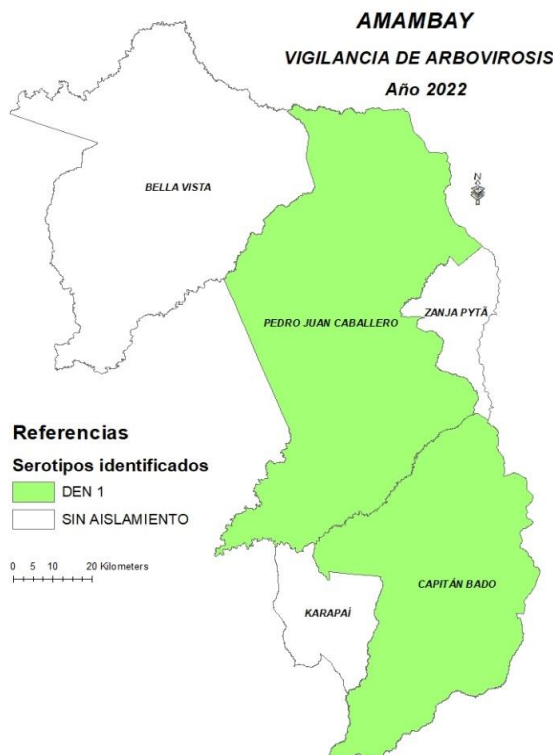 AMAMBAY
VIGILANCIA DE ARBOVIROSIS
Año 2022
N
BELLA VISTA
PEDRO JUAN CABALLERO
ZANJA PYTÃ
Referencias
Serotipos identificados
DEN 1
SIN AISLAMIENTO
0 5 10 20 Kilometers
CAPITÁN BADO
KARAPAÍ